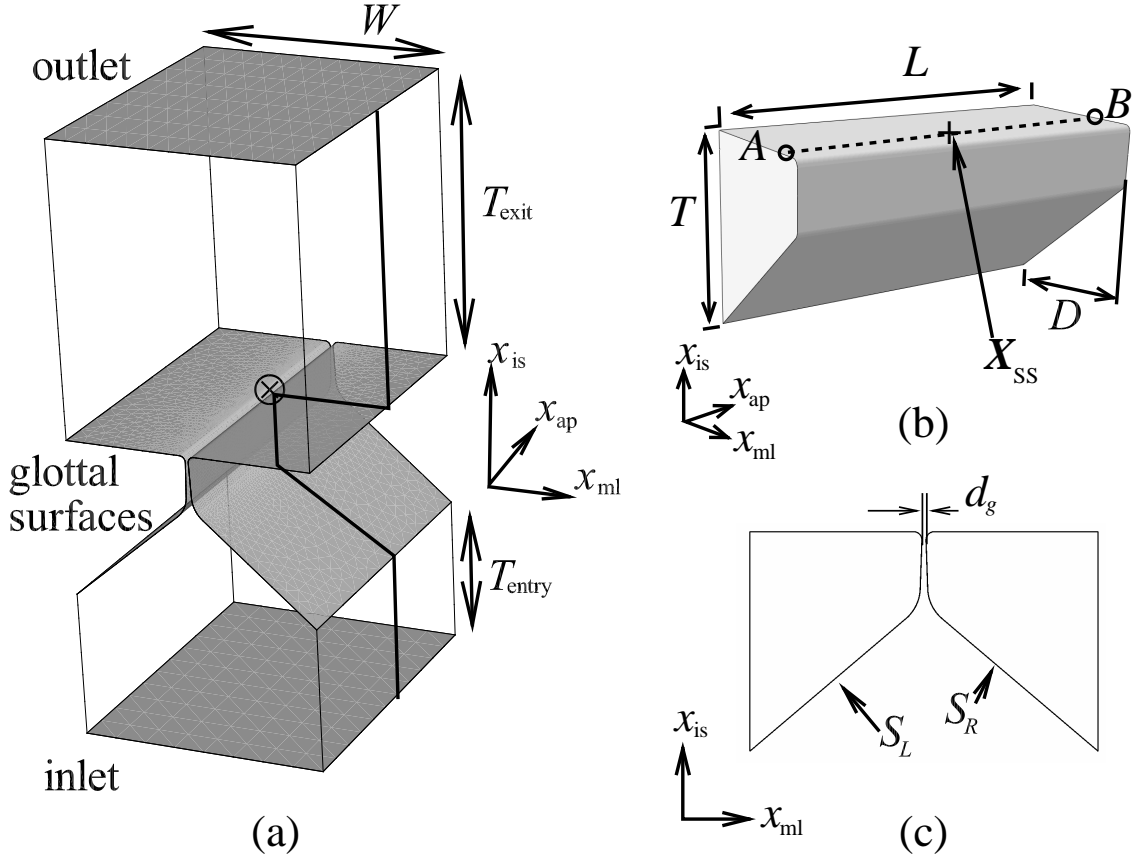 W
outlet
T_exit
x_is
x_ap
x_ml
glottal
surfaces
T_entry
inlet
(a)
L
A
B
T
D
X_SS
x_is
x_ap
x_ml
(b)
d_g
S_L
S_R
x_is
x_ml
(c)